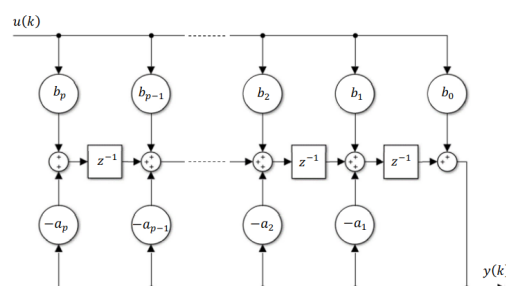 u(k)
b_p b_{p−1} b_2 b_1 b_0
z^{−1} z^{−1} z^{−1}
−a_p −a_{p−1} −a_2 −a_1
y(k)